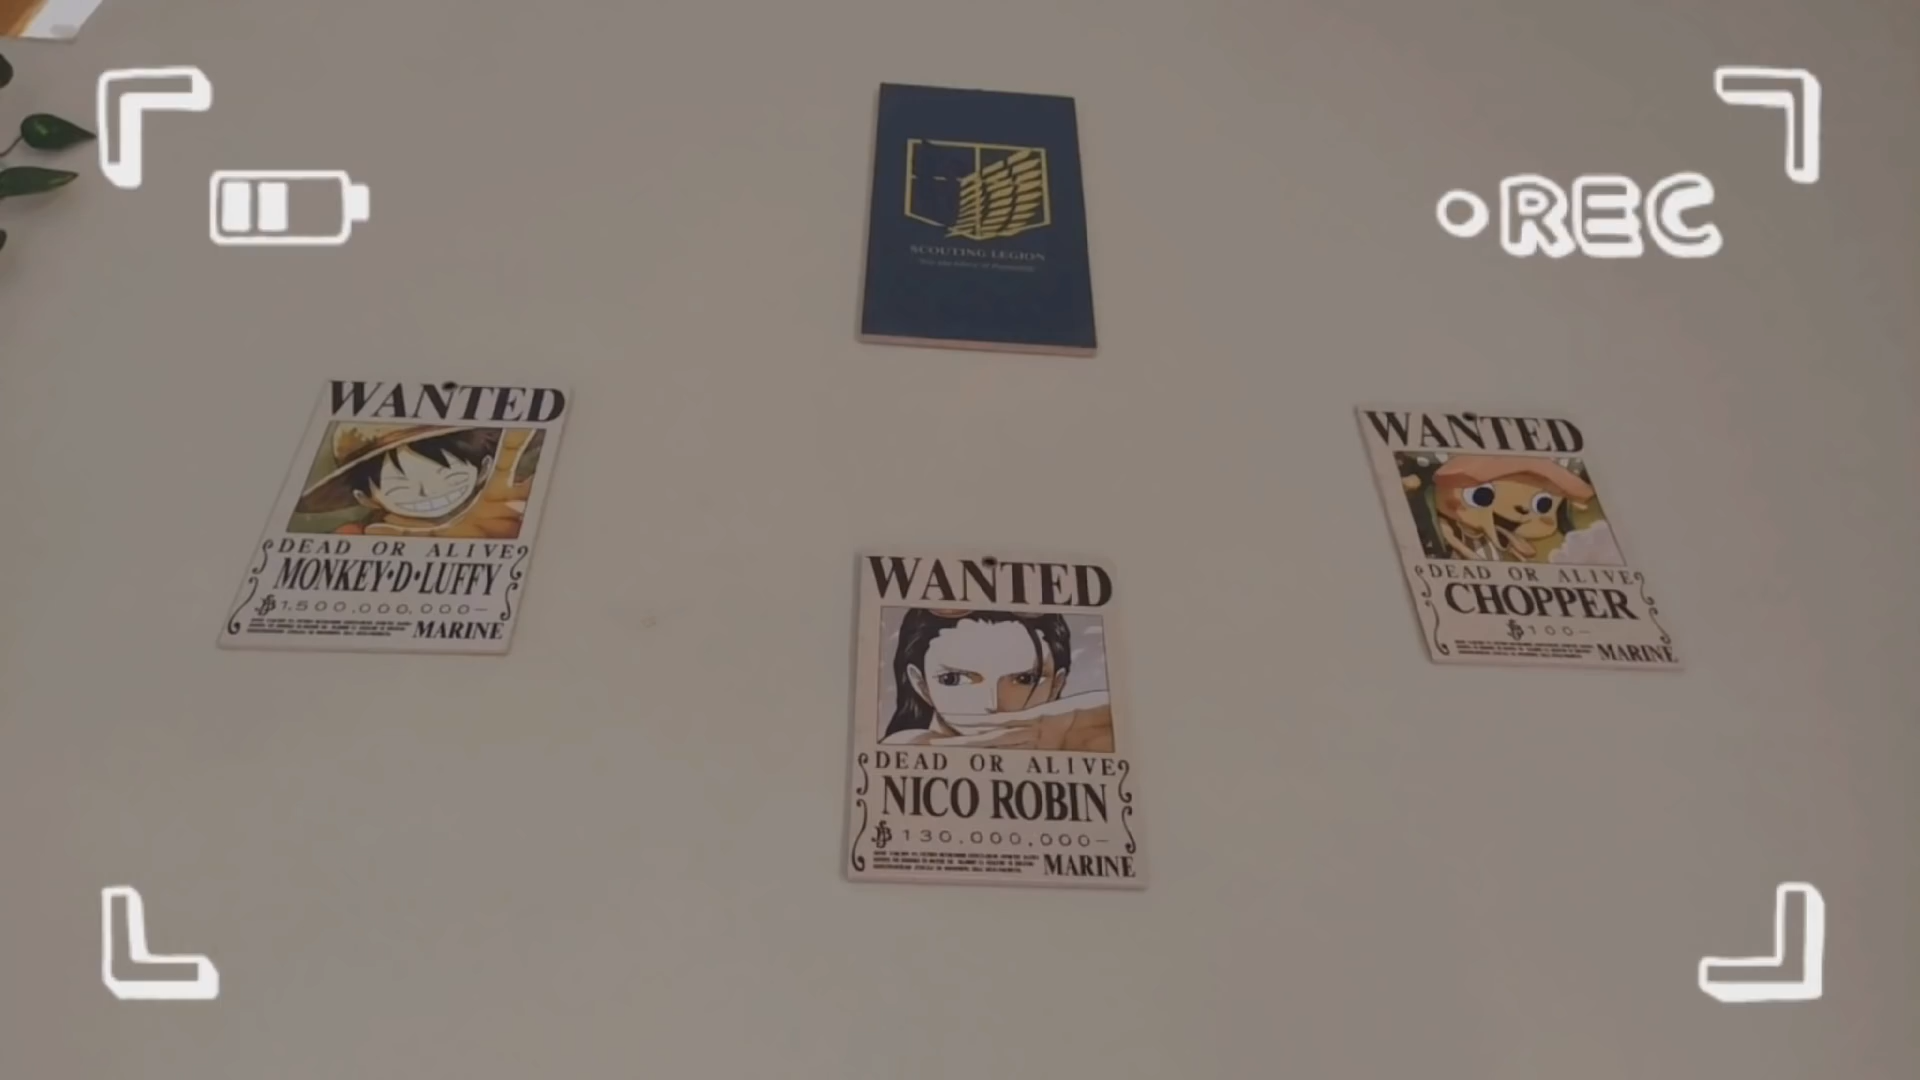 REC
SCOUTING LEGION
WANTED
DEAD OR ALIVE
MONKEY·D·LUFFY
1,500,000,000-
MARINE
WANTED
DEAD OR ALIVE
NICO ROBIN
130,000,000-
MARINE
WANTED
DEAD OR ALIVE
CHOPPER
100-
MARINE